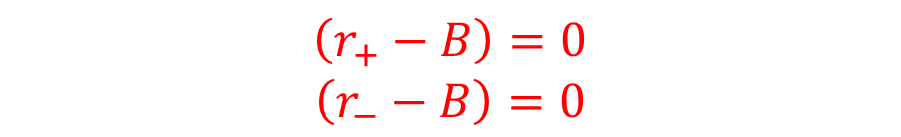 (r₊ − B) = 0
(r₋ − B) = 0